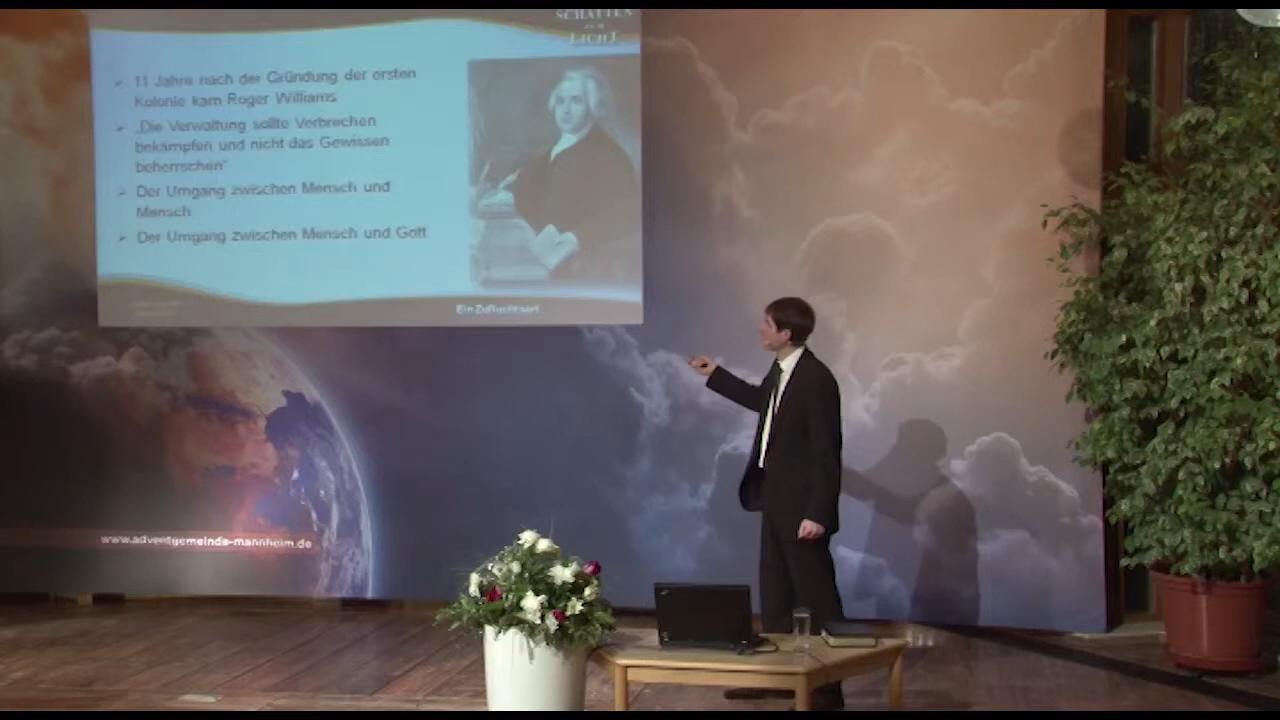 SCHATTEN
ZUM
LICHT
11 Jahre nach der Gründung der ersten
Kolonie kam Roger Williams
„Die Verwaltung sollte Verbrechen
bekämpfen und nicht das Gewissen
beherrschen“
Der Umgang zwischen Mensch und
Mensch
Der Umgang zwischen Mensch und Gott
Ein Zufluchtsort
www.adventgemeinde-mannheim.de